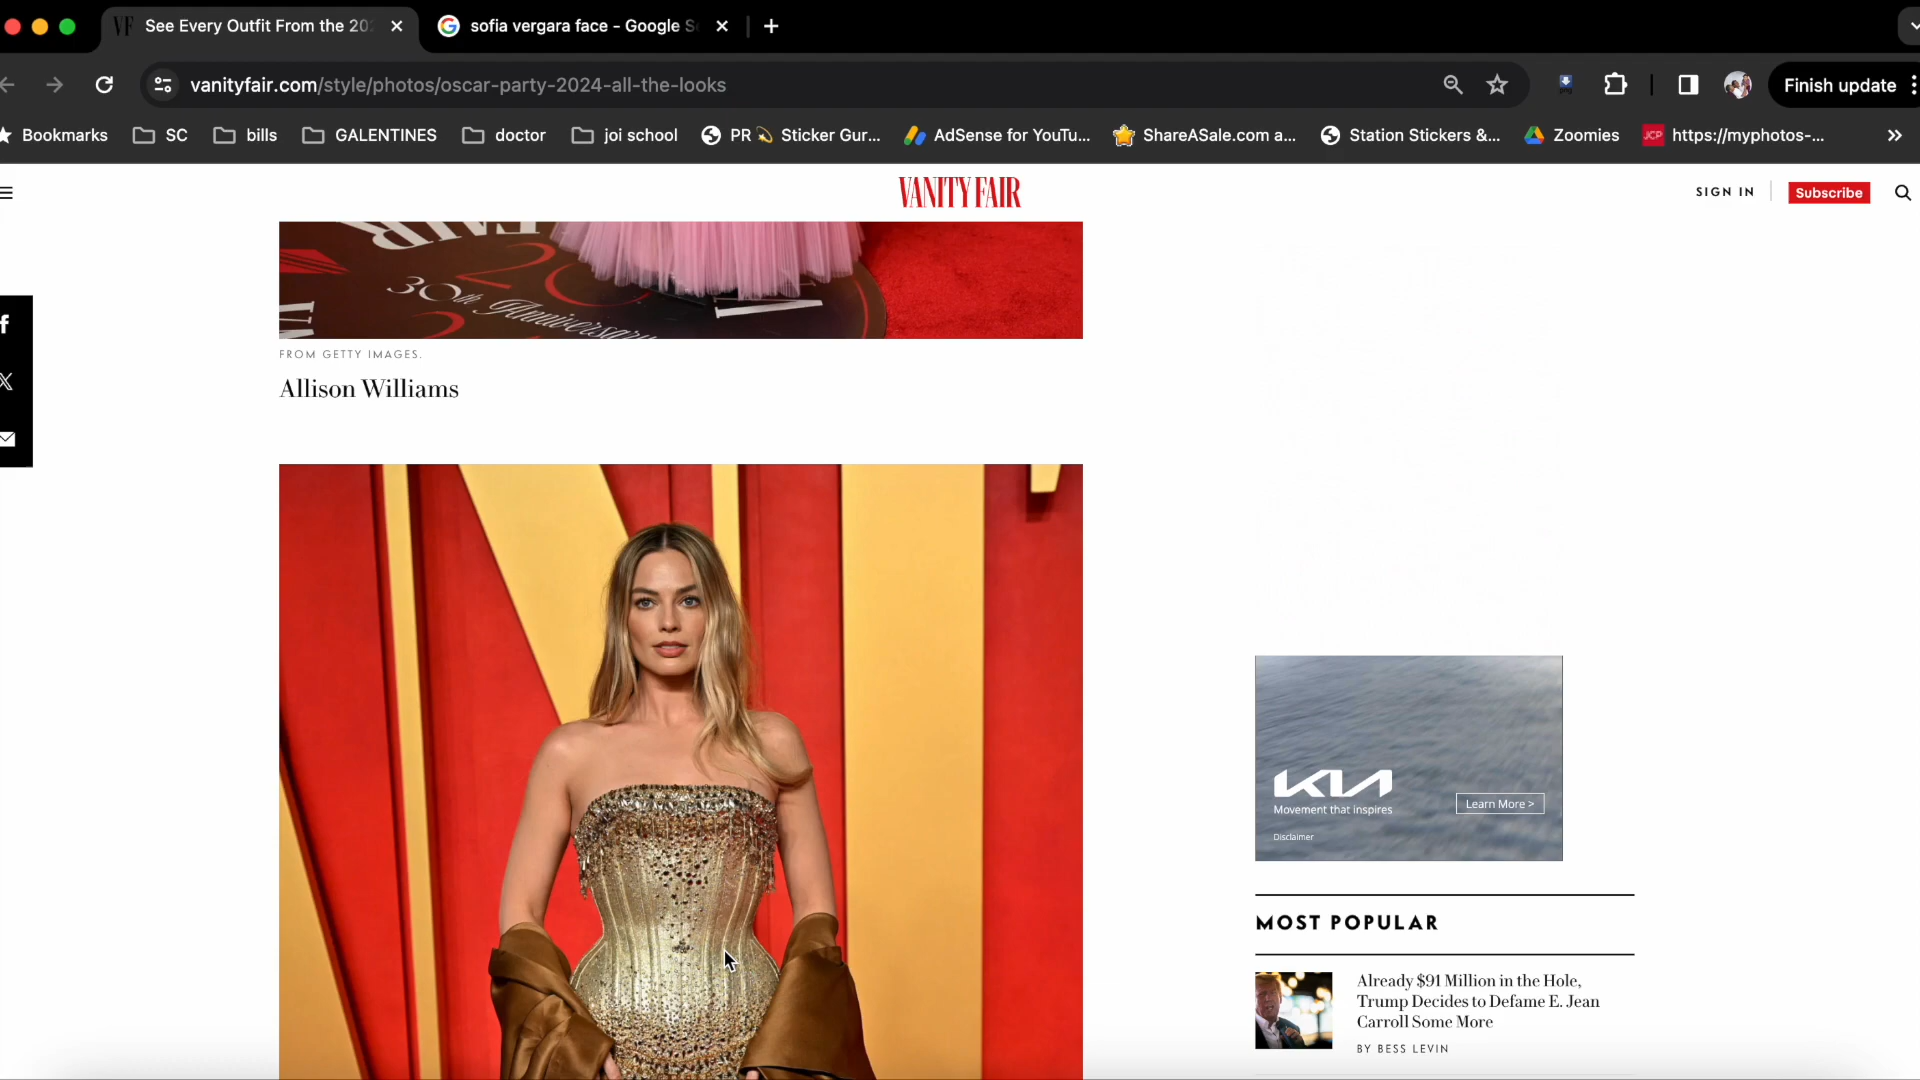 See Every Outfit From the 20
sofia vergara face - Google S
vanityfair.com/style/photos/oscar-party-2024-all-the-looks
Finish update
Bookmarks
SC
bills
GALENTINES
doctor
joi school
PR 💫 Sticker Gur...
AdSense for YouTu...
ShareASale.com a...
Station Stickers &...
Zoomies
JCP
https://myphotos-...
VANITY FAIR
SIGN IN
Subscribe
30th Anniversary
FROM GETTY IMAGES.
Allison Williams
KIA
Movement that inspires
Learn More >
Disclaimer
MOST POPULAR
Already $91 Million in the Hole,
Trump Decides to Defame E. Jean
Carroll Some More
BY BESS LEVIN